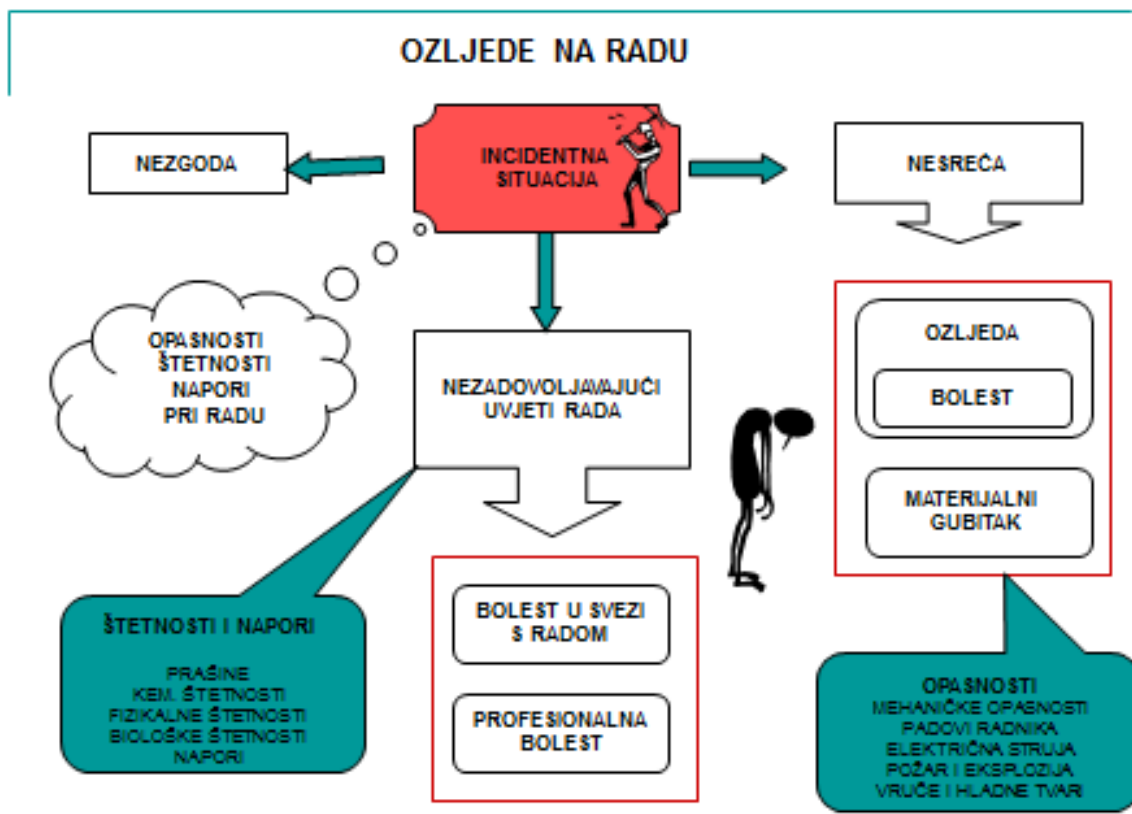 OZLJEDE NA RADU
NEZGODA
INCIDENTNA
SITUACIJA
NESREĆA
OPASNOSTI
ŠTETNOSTI
NAPORI
PRI RADU
NEZADOVOLJAVAJUĆI
UVJETI RADA
OZLJEDA
BOLEST
MATERIJALNI
GUBITAK
ŠTETNOSTI I NAPORI
PRAŠINE
KEM. ŠTETNOSTI
FIZIKALNE ŠTETNOSTI
BIOLOŠKE ŠTETNOSTI
NAPORI
BOLEST U SVEZI
S RADOM
PROFESIONALNA
BOLEST
OPASNOSTI
MEHANIČKE OPASNOSTI
PADOVI RADNIKA
ELEKTRIČNA STRUJA
POŽAR I EKSPLOZIJA
VRUĆE I HLADNE TVARI